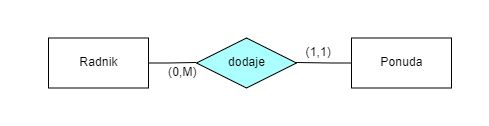 Radnik
(0,M)
dodaje
(1,1)
Ponuda